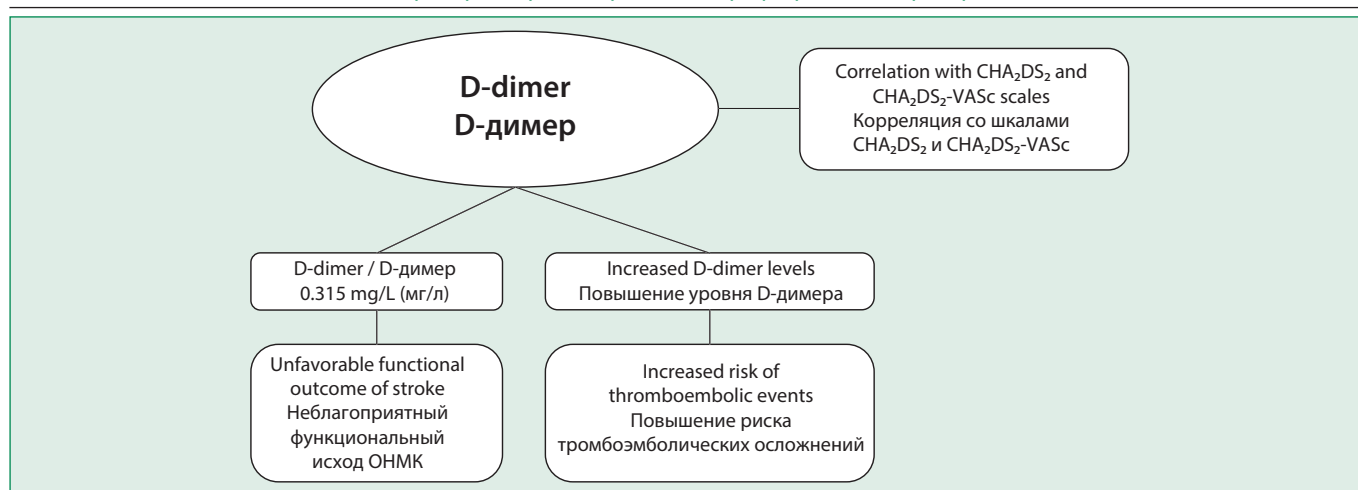 D-dimer
D-димер
Correlation with CHA₂DS₂ and
CHA₂DS₂-VASc scales
Корреляция со шкалами
CHA₂DS₂ и CHA₂DS₂-VASc
D-dimer / D-димер
0.315 mg/L (мг/л)
Increased D-dimer levels
Повышение уровня D-димера
Unfavorable functional
outcome of stroke
Неблагоприятный
функциональный
исход ОНМК
Increased risk of
thromboembolic events
Повышение риска
тромбоэмболических осложнений